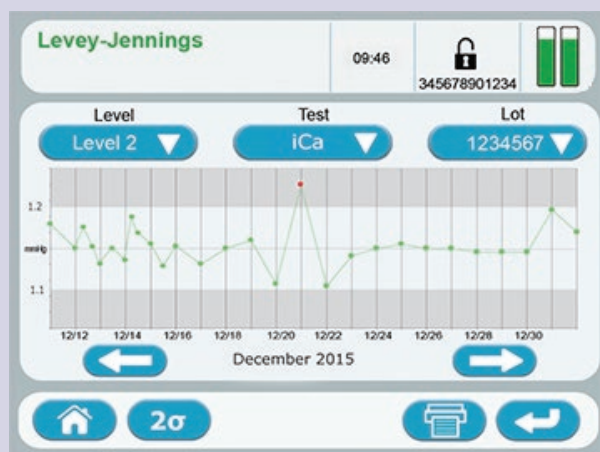 Levey-Jennings
09:46
345678901234
Level Test Lot
Level 2 iCa 1234567
1.2
mmHg
1.1
12/12 12/14 12/16 12/18 12/20 12/22 12/24 12/26 12/28 12/30
December 2015
2σ